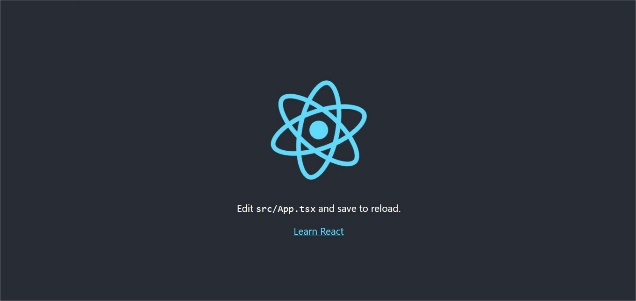 Edit src/App.tsx and save to reload.
Learn React